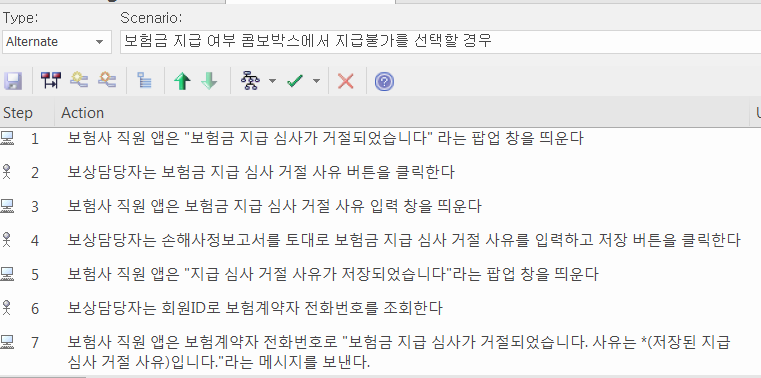 Type:
Scenario:
Alternate
보험금 지급 여부 콤보박스에서 지급불가를 선택할 경우
Step Action
1 보험사 직원 앱은 "보험금 지급 심사가 거절되었습니다" 라는 팝업 창을 띄운다
2 보상담당자는 보험금 지급 심사 거절 사유 버튼을 클릭한다
3 보험사 직원 앱은 보험금 지급 심사 거절 사유 입력 창을 띄운다
4 보상담당자는 손해사정보고서를 토대로 보험금 지급 심사 거절 사유를 입력하고 저장 버튼을 클릭한다
5 보험사 직원 앱은 "지급 심사 거절 사유가 저장되었습니다"라는 팝업 창을 띄운다
6 보상담당자는 회원ID로 보험계약자 전화번호를 조회한다
7 보험사 직원 앱은 보험계약자 전화번호로 "보험금 지급 심사가 거절되었습니다. 사유는 *(저장된 지급
심사 거절 사유)입니다."라는 메시지를 보낸다.